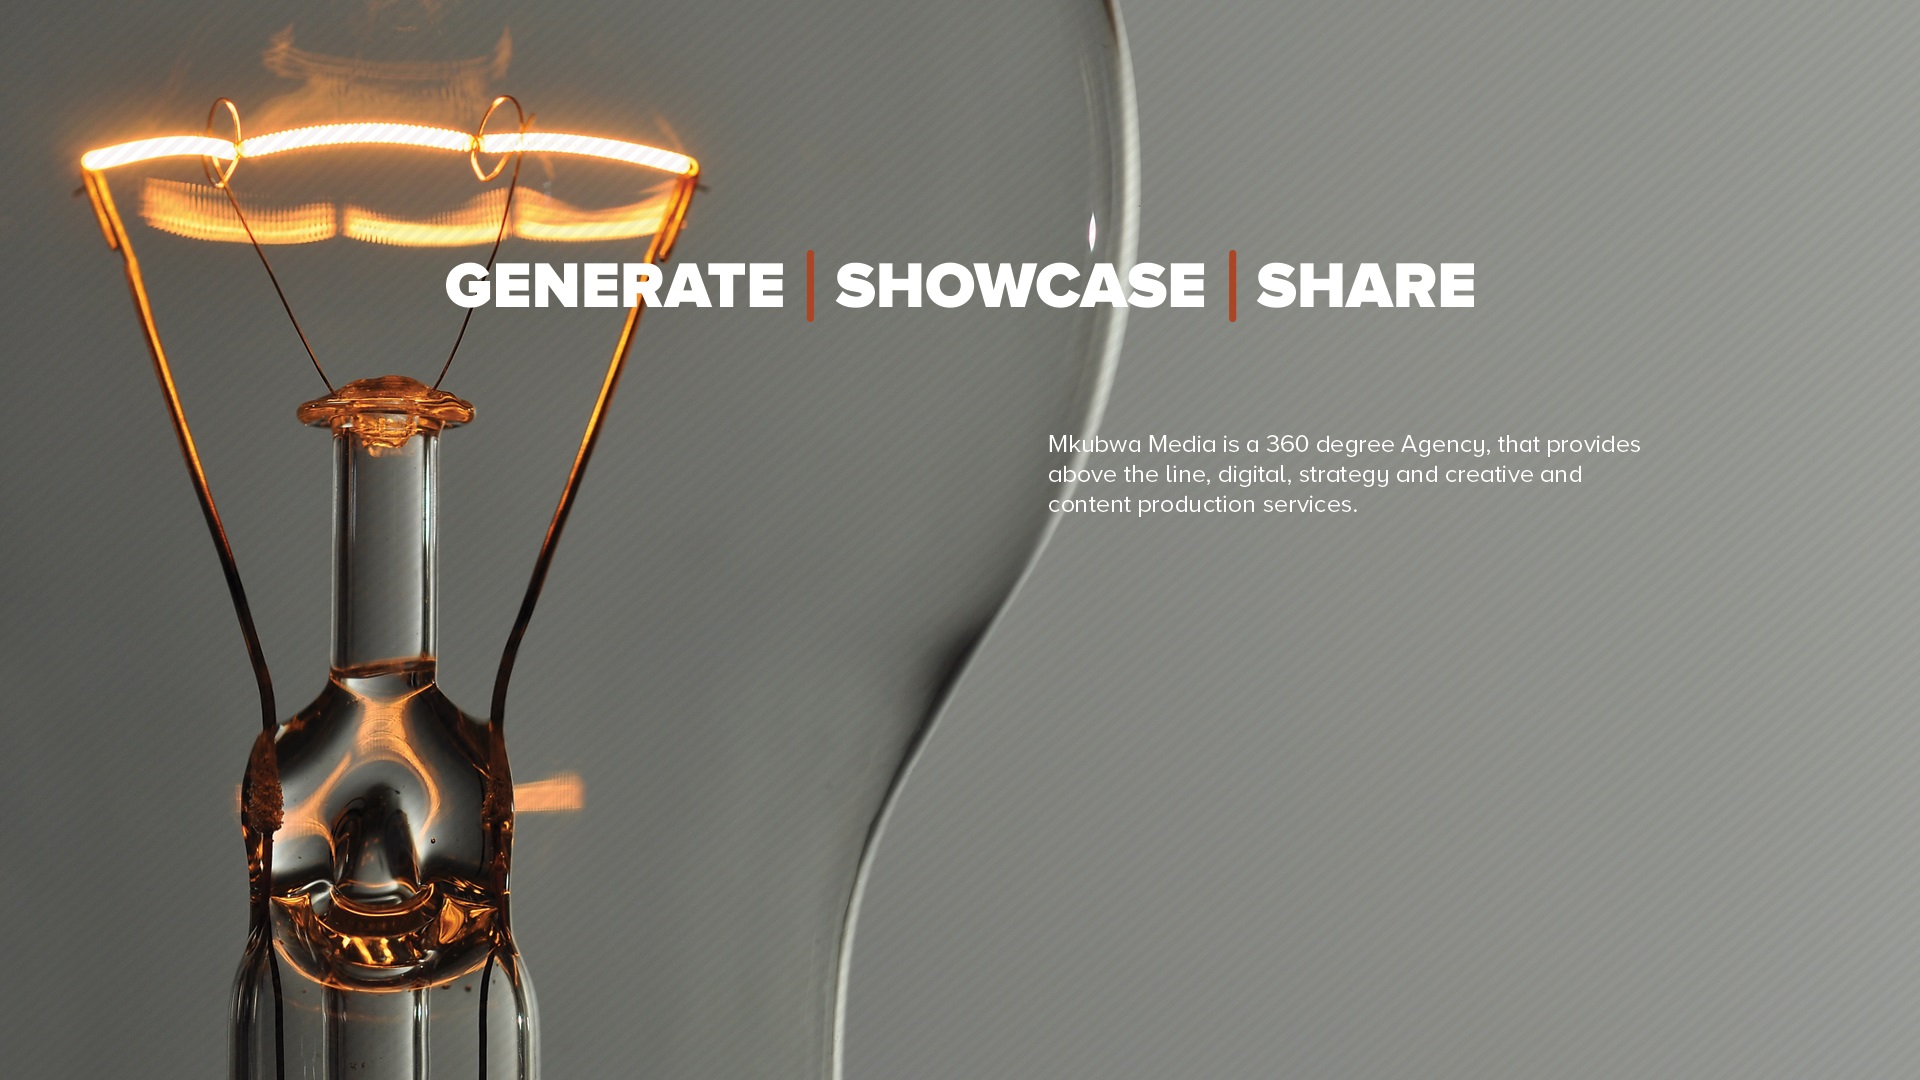 GENERATE | SHOWCASE | SHARE
Mkubwa Media is a 360 degree Agency, that provides
above the line, digital, strategy and creative and
content production services.